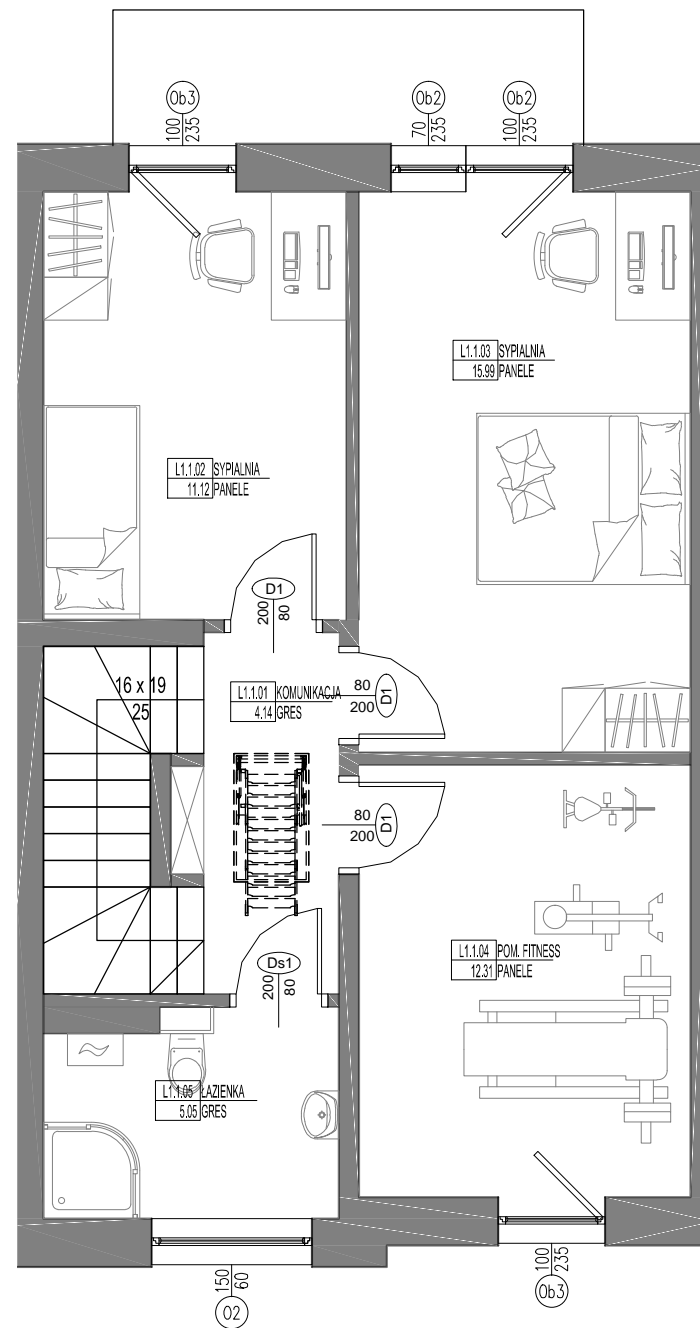 Ob3
100
235
Ob2
70
235
Ob2
100
235
L1.1.03 SYPIALNIA
15.99 PANELE
L1.1.02 SYPIALNIA
11.12 PANELE
D1
200
80
16 x 19
25
L1.1.01 KOMUNIKACJA
4.14 GRES
80
200
D1
80
200
D1
L1.1.04 POM. FITNESS
12.31 PANELE
Ds1
200
80
L1.1.05 ŁAZIENKA
5.05 GRES
150
60
O2
100
235
Ob3